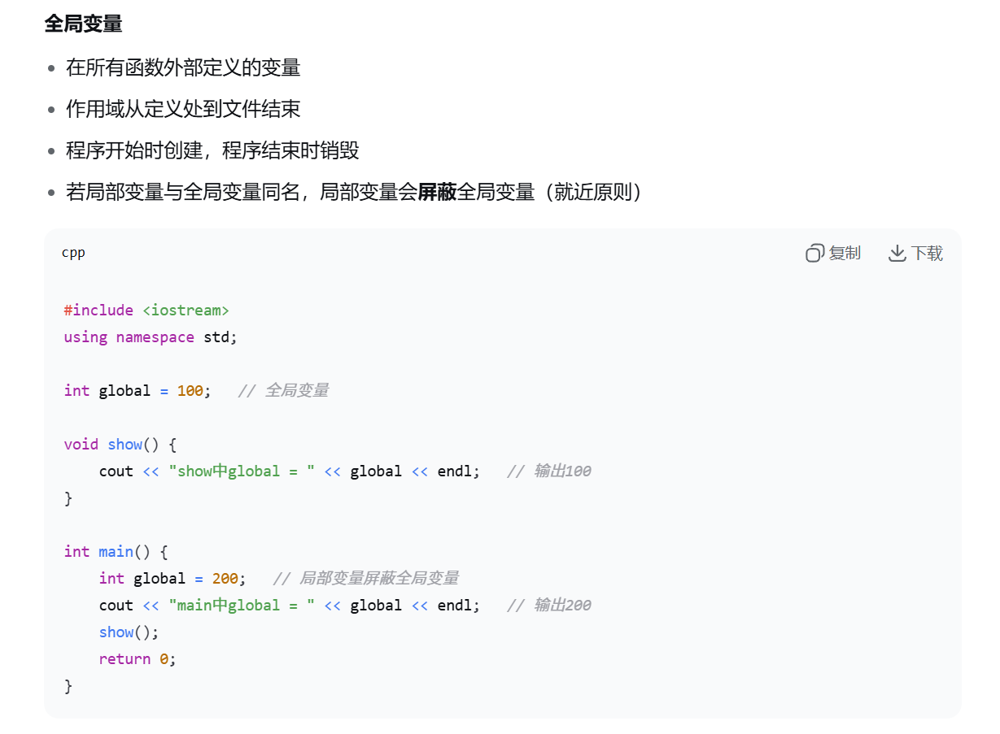 全局变量
• 在所有函数外部定义的变量
• 作用域从定义处到文件结束
• 程序开始时创建，程序结束时销毁
• 若局部变量与全局变量同名，局部变量会屏蔽全局变量（就近原则）
cpp 复制 下载
#include <iostream>
using namespace std;
int global = 100;   // 全局变量
void show() {
    cout << "show中global = " << global << endl;   // 输出100
}
int main() {
    int global = 200;   // 局部变量屏蔽全局变量
    cout << "main中global = " << global << endl;   // 输出200
    show();
    return 0;
}